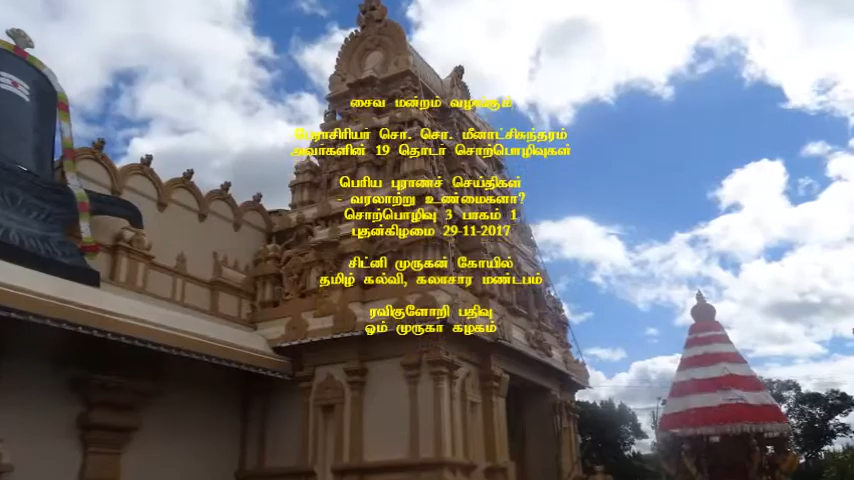 சைவ மன்றம் வழங்கும்
பேராசிரியர் சொ. சொ. மீனாட்சிசுந்தரம்
அவர்களின் 19 தொடர் சொற்பொழிவுகள்
பெரிய புராணச் செய்திகள்
- வரலாற்று உண்மைகளா?
சொற்பொழிவு 3 பாகம் 1
புதன்கிழமை 29-11-2017
சிட்னி முருகன் கோயில்
தமிழ் கல்வி, கலாசார மண்டபம்
ரவிகுளோறி பதிவு
ஓம் முருகா கழகம்